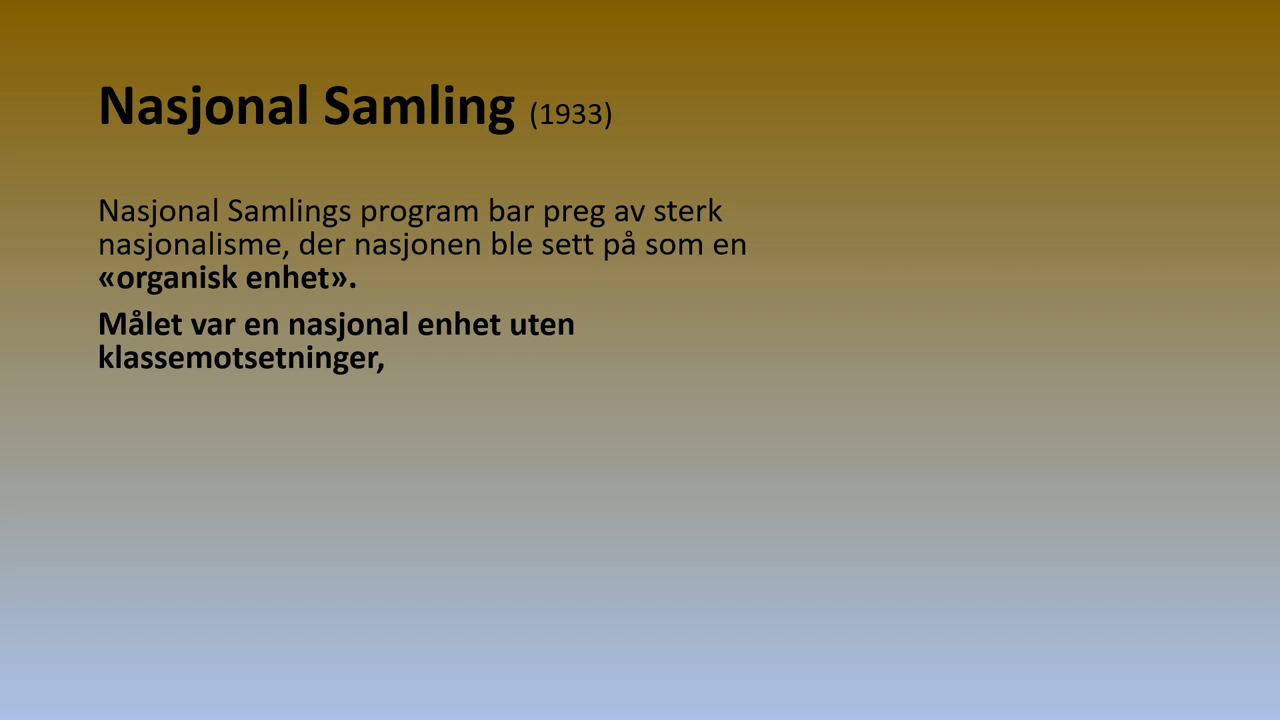 Nasjonal Samling (1933)
Nasjonal Samlings program bar preg av sterk
nasjonalisme, der nasjonen ble sett på som en
«organisk enhet».
Målet var en nasjonal enhet uten
klassemotsetninger,